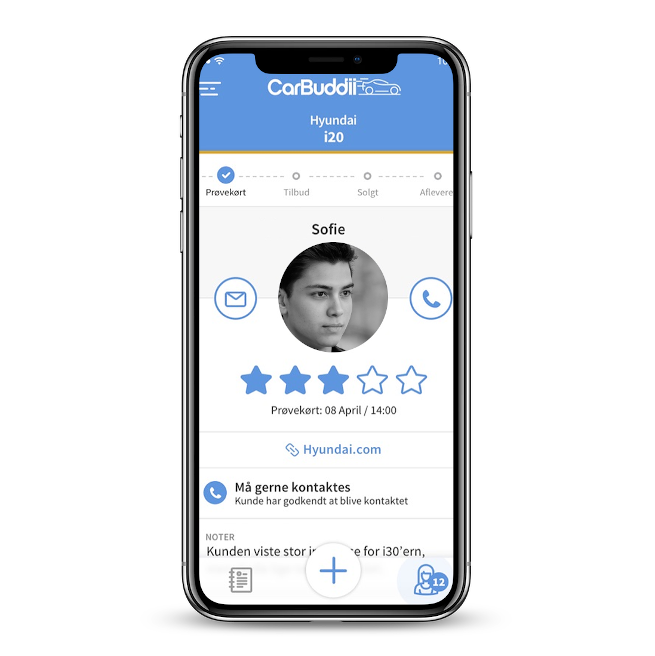 CarBuddii
Hyundai
i20
Prøvekørt Tilbud Solgt Aflevere
Sofie
Prøvekørt: 08 April / 14:00
Hyundai.com
Må gerne kontaktes
Kunde har godkendt at blive kontaktet
NOTER
Kunden viste stor for i30'ern,
12